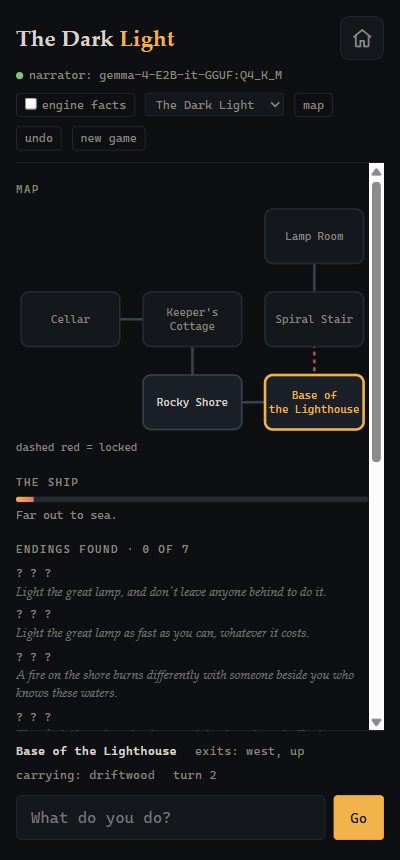 The Dark Light
narrator: gemma-4-E2B-it-GGUF:Q4_K_M
engine facts
The Dark Light
map
undo
new game
MAP
Lamp Room
Cellar
Keeper's
Cottage
Spiral Stair
Rocky Shore
Base of
the Lighthouse
dashed red = locked
THE SHIP
Far out to sea.
ENDINGS FOUND · 0 OF 7
? ? ?
Light the great lamp, and don't leave anyone behind to do it.
? ? ?
Light the great lamp as fast as you can, whatever it costs.
? ? ?
A fire on the shore burns differently with someone beside you who
knows these waters.
? ? ?
Base of the Lighthouse exits: west, up
carrying: driftwood turn 2
What do you do?
Go